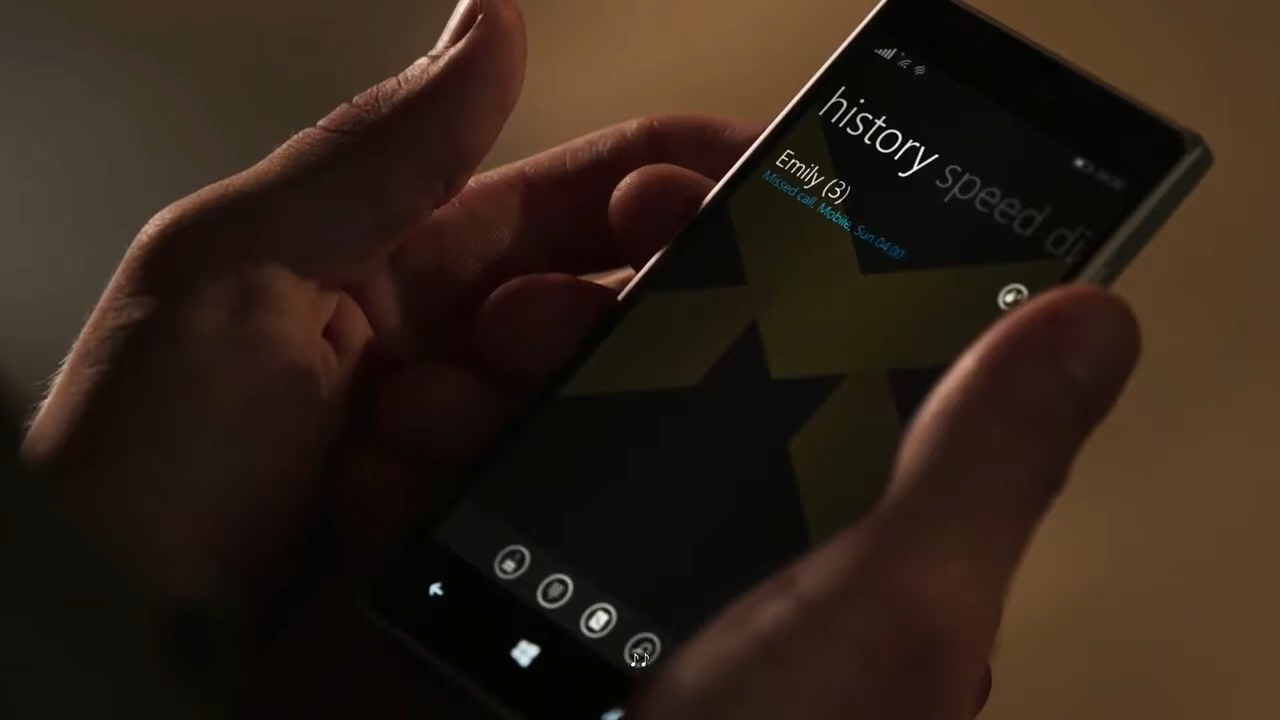 history speed di
Emily (3)
Missed call, Mobile, Sun 04:00
♪♪